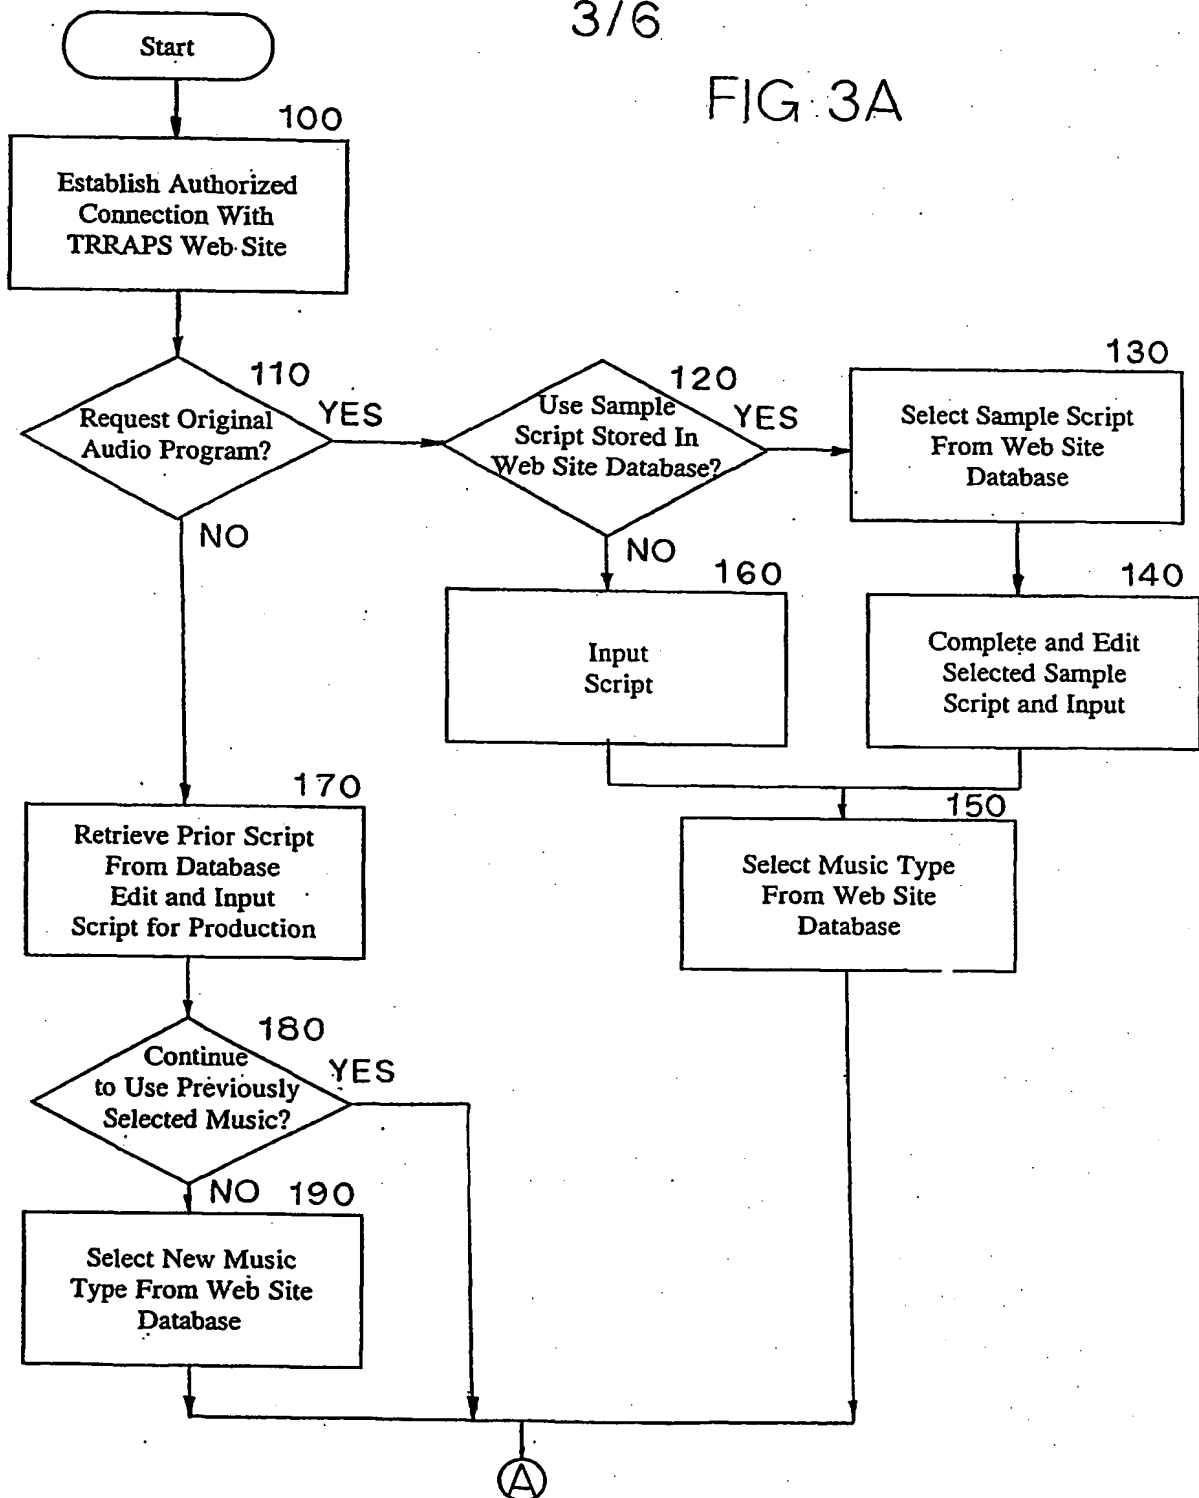 3/6
FIG. 3A
Start
100
Establish Authorized
Connection With
TRRAPS Web Site
110
Request Original
Audio Program?
YES
NO
120
Use Sample
Script Stored In
Web Site Database?
YES
NO
130
Select Sample Script
From Web Site
Database
140
Complete and Edit
Selected Sample
Script and Input
160
Input
Script
150
Select Music Type
From Web Site
Database
170
Retrieve Prior Script
From Database
Edit and Input
Script for Production
180
Continue
to Use Previously
Selected Music?
YES
NO
190
Select New Music
Type From Web Site
Database
A